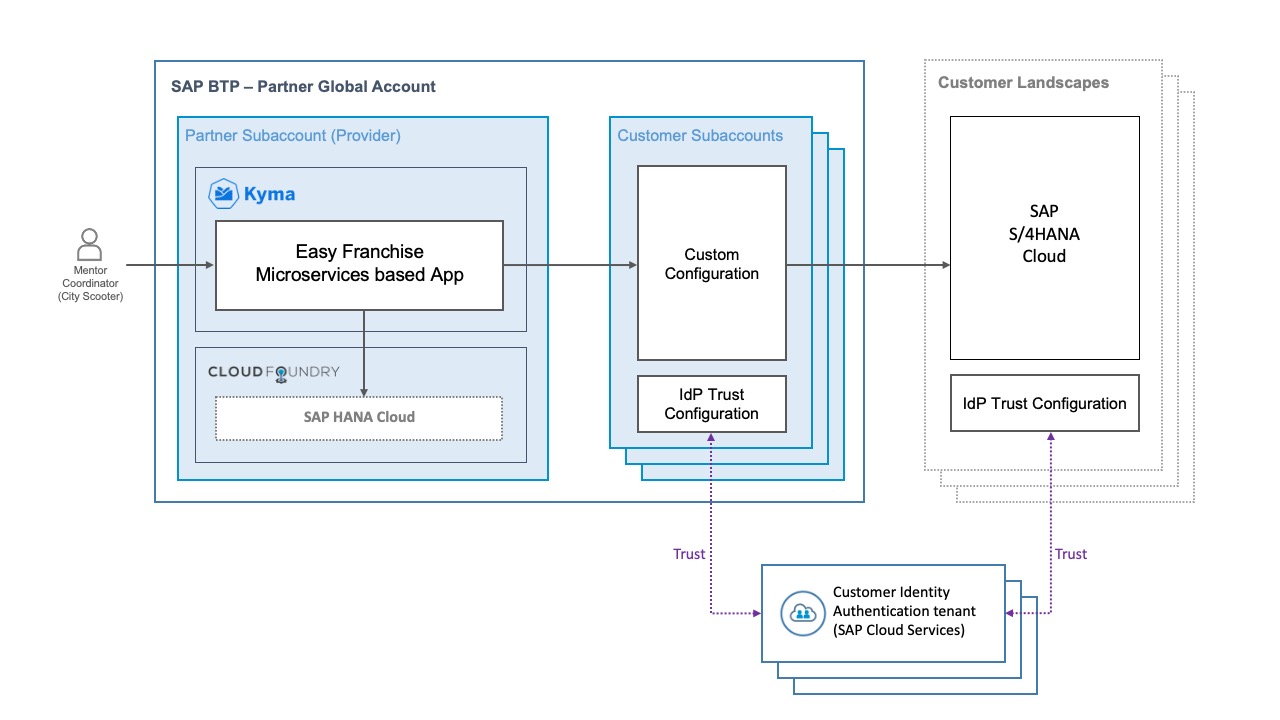 SAP BTP – Partner Global Account
Customer Landscapes
Partner Subaccount (Provider)
Customer Subaccounts
Kyma
Easy Franchise
Microservices based App
Custom
Configuration
SAP
S/4HANA
Cloud
Mentor
Coordinator
(City Scooter)
CLOUD FOUNDRY
SAP HANA Cloud
IdP Trust
Configuration
IdP Trust Configuration
Trust
Trust
Customer Identity
Authentication tenant
(SAP Cloud Services)